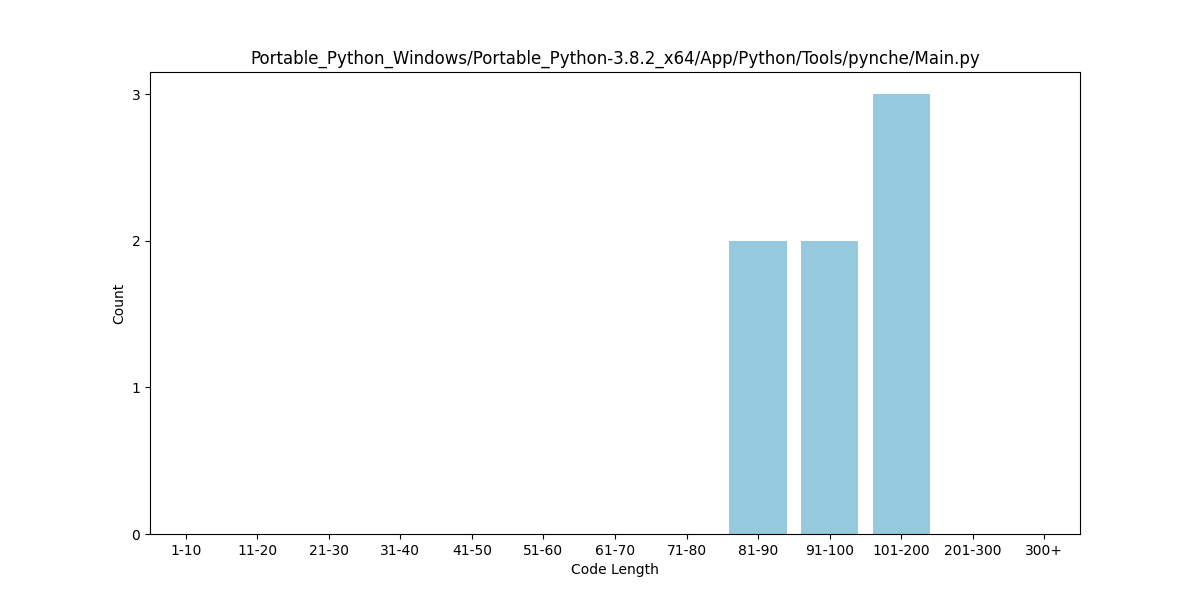 Portable_Python_Windows/Portable_Python-3.8.2_x64/App/Python/Tools/pynche/Main.py
3
2
1
0
Count
1-10 11-20 21-30 31-40 41-50 51-60 61-70 71-80 81-90 91-100 101-200 201-300 300+
Code Length